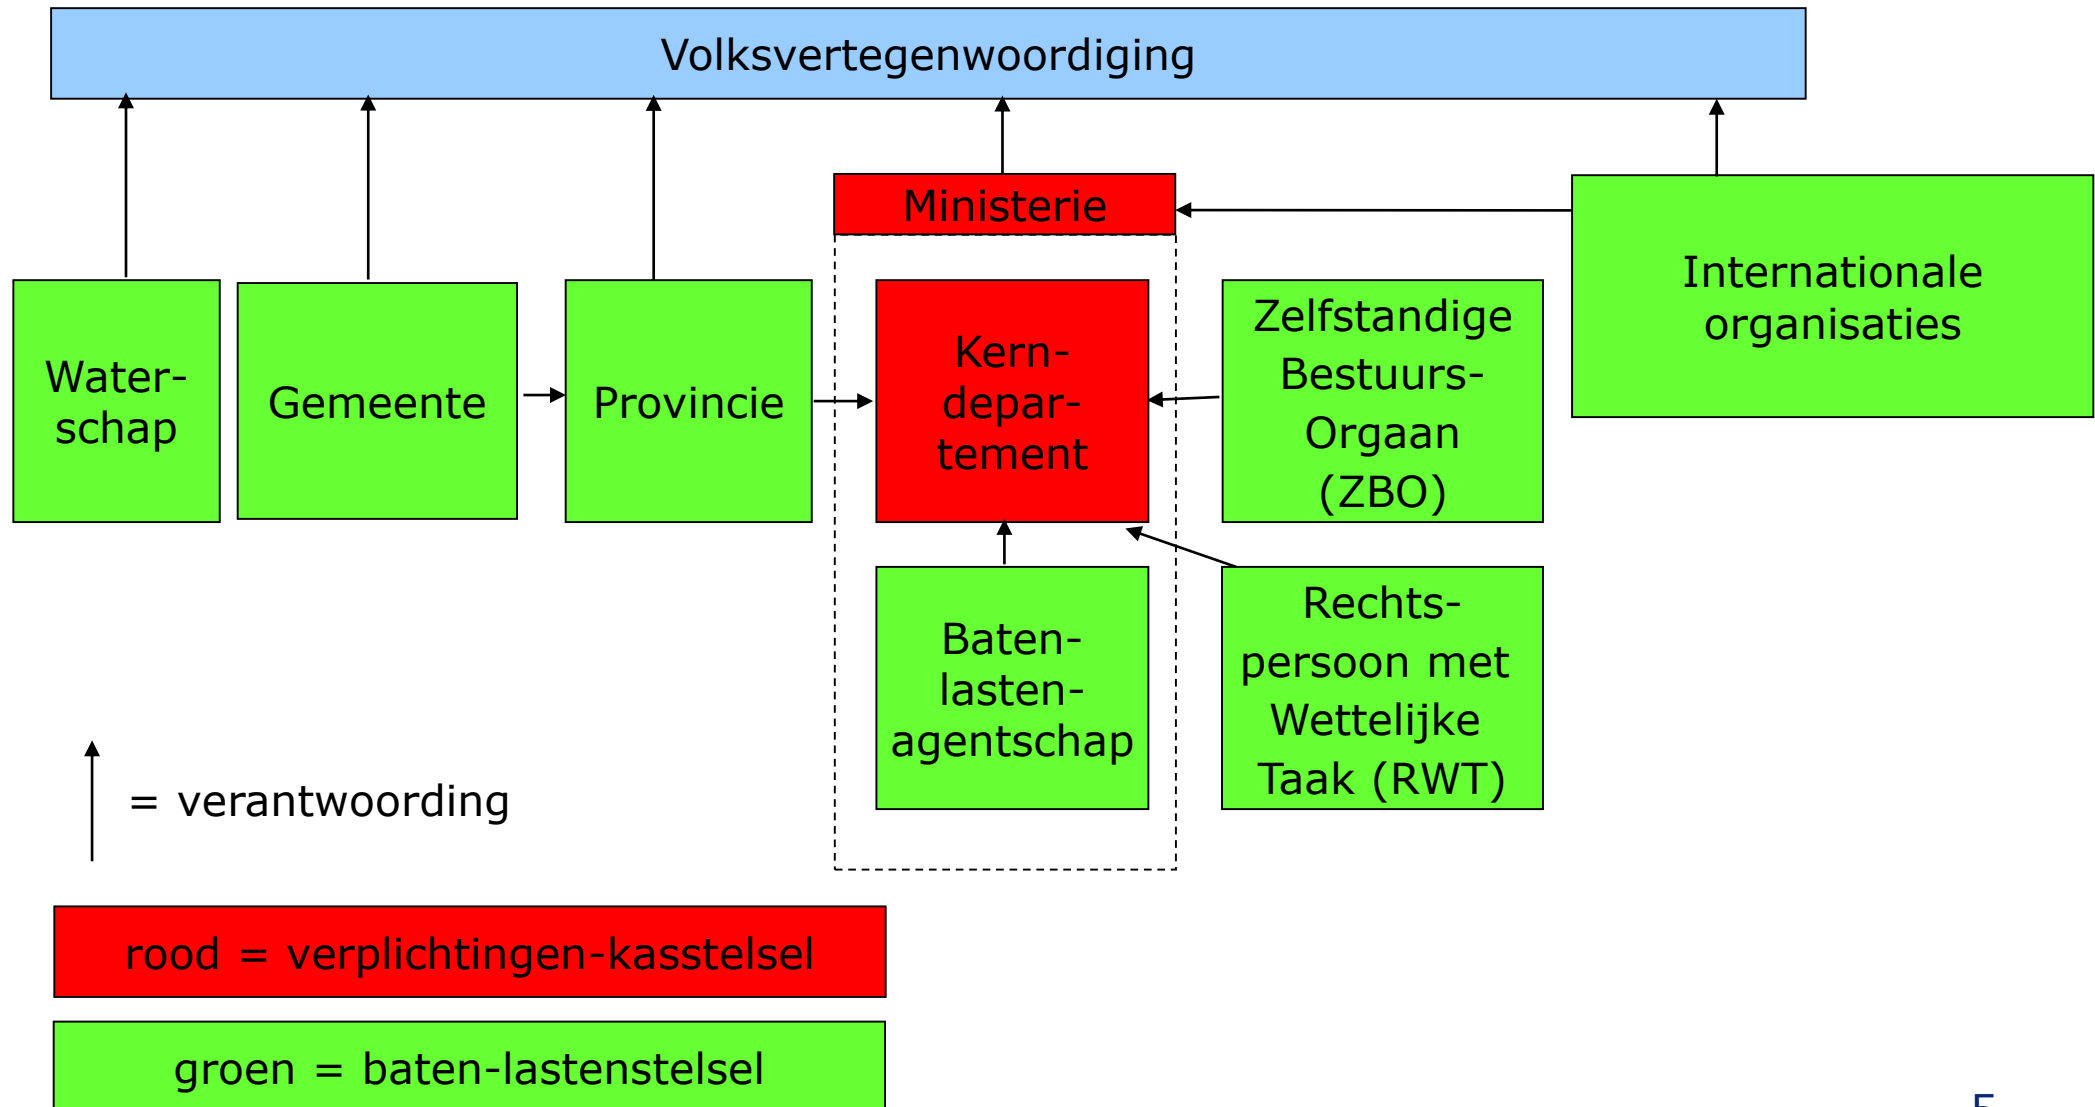 Volksvertegenwoordiging
Ministerie
Internationale
organisaties
Water-
schap
Gemeente
Provincie
Kern-
depar-
tement
Zelfstandige
Bestuurs-
Orgaan
(ZBO)
Baten-
lasten-
agentschap
Rechts-
persoon met
Wettelijke
Taak (RWT)
= verantwoording
rood = verplichtingen-kasstelsel
groen = baten-lastenstelsel